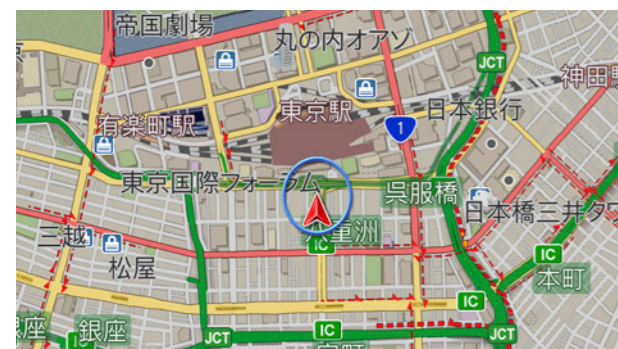 帝国劇場
丸の内オアゾ
JCT
神田駅
有楽町駅
東京駅
1
日本銀行
東京国際フォーラム
呉服橋
日本橋三井タワ
八重洲
IC
三越
松屋
IC
本町
IC
銀座
JCT
IC
JCT